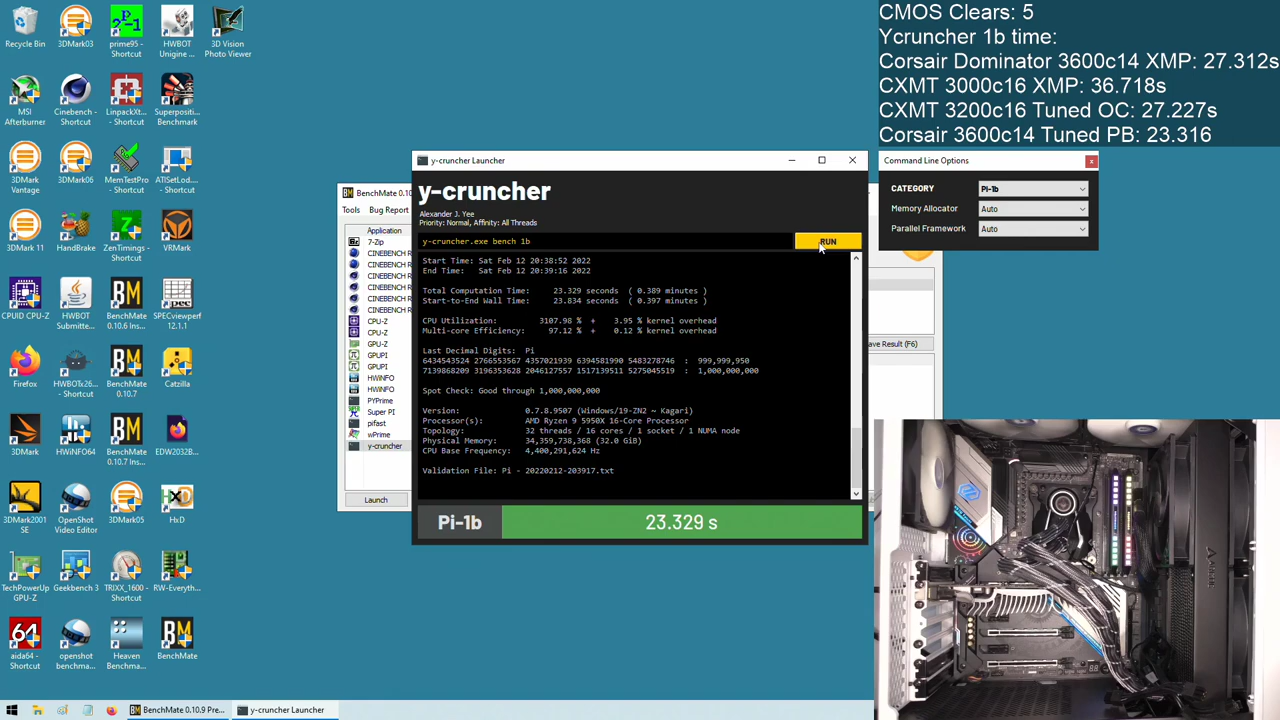 CMOS Clears: 5
Ycruncher 1b time:
Corsair Dominator 3600c14 XMP: 27.312s
CXMT 3000c16 XMP: 36.718s
CXMT 3200c16 Tuned OC: 27.227s
Corsair 3600c14 Tuned PB: 23.316
Recycle Bin
3DMark03
prime95 - Shortcut
HWBOT Unigine ...
3D Vision Photo Viewer
MSI Afterburner
Cinebench - Shortcut
LinpackXt... - Shortcut
Superposition Benchmark
3DMark Vantage
3DMark06
MemTestPro - Shortcut
ATISetLod... - Shortcut
3DMark 11
HandBrake
ZenTimings - Shortcut
VRMark
CPUID CPU-Z
HWBOT Submitte...
BenchMate 0.10.6 Ins...
SPECviewperf 12.1.1
Firefox
HWBOTx26... - Shortcut
BenchMate 0.10.7
Catzilla
3DMark
HWiNFO64
BenchMate 0.10.7 Ins...
EDW2032B...
3DMark2001 SE
OpenShot Video Editor
3DMark05
HxD
TechPowerUp GPU-Z
Geekbench 3
TRIXX_1600 - Shortcut
RW-Everyth...
aida64 - Shortcut
openshot benchma...
Heaven Benchma...
BenchMate
BenchMate 0.10
Tools Bug Report
Application
7-Zip
CINEBENCH R
CINEBENCH R
CINEBENCH R
CINEBENCH R
CINEBENCH R
CINEBENCH R
CPU-Z
CPU-Z
GPU-Z
GPUPI
GPUPI
HWiNFO
HWiNFO
PYPrime
Super PI
pifast
wPrime
y-cruncher
Launch
ave Result (F6)
y-cruncher Launcher
y-cruncher
Alexander J. Yee
Priority: Normal, Affinity: All Threads
y-cruncher.exe bench 1b
RUN
Start Time: Sat Feb 12 20:38:52 2022
End Time: Sat Feb 12 20:39:16 2022
Total Computation Time: 23.329 seconds ( 0.389 minutes )
Start-to-End Wall Time: 23.834 seconds ( 0.397 minutes )
CPU Utilization: 3107.98 % + 3.95 % kernel overhead
Multi-core Efficiency: 97.12 % + 0.12 % kernel overhead
Last Decimal Digits: Pi
6434543524 2766553567 4357021939 6394581990 5483278746 : 999,999,950
7139868209 3196353628 2046127557 1517139511 5275045519 : 1,000,000,000
Spot Check: Good through 1,000,000,000
Version: 0.7.8.9507 (Windows/19-ZN2 ~ Kagari)
Processor(s): AMD Ryzen 9 5950X 16-Core Processor
Topology: 32 threads / 16 cores / 1 socket / 1 NUMA node
Physical Memory: 34,359,738,368 (32.0 GiB)
CPU Base Frequency: 4,400,291,624 Hz
Validation File: Pi - 20220212-203917.txt
Pi-1b
23.329 s
Command Line Options
CATEGORY Pi-1b
Memory Allocator Auto
Parallel Framework Auto
BenchMate 0.10.9 Pre...
y-cruncher Launcher